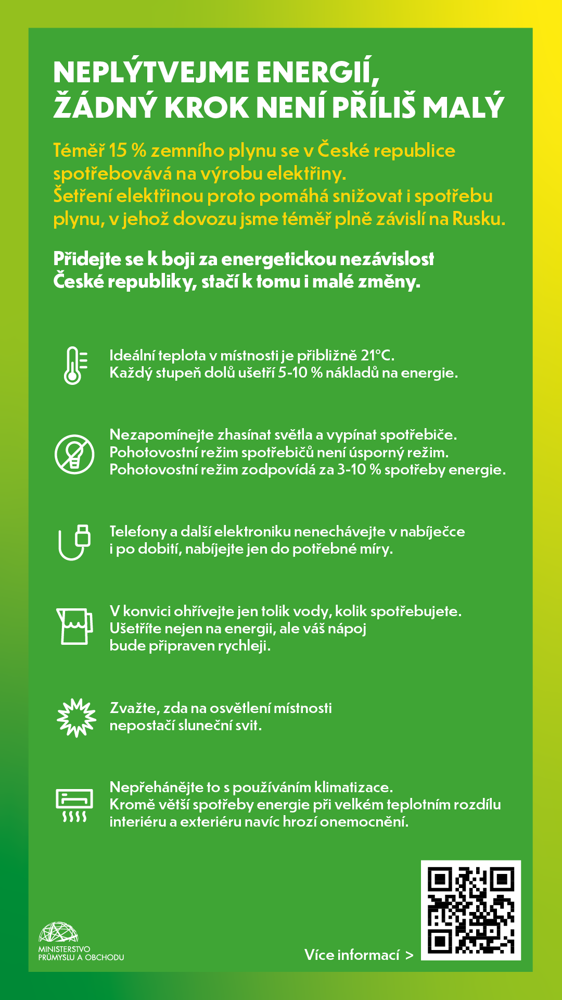 NEPLÝTVEJME ENERGIÍ,
ŽÁDNÝ KROK NENÍ PŘÍLIŠ MALÝ
Téměř 15 % zemního plynu se v České republice
spotřebovává na výrobu elektřiny.
Šetření elektřinou proto pomáhá snižovat i spotřebu
plynu, v jehož dovozu jsme téměř plně závislí na Rusku.
Přidejte se k boji za energetickou nezávislost
České republiky, stačí k tomu i malé změny.
Ideální teplota v místnosti je přibližně 21°C.
Každý stupeň dolů ušetří 5-10 % nákladů na energie.
Nezapomínejte zhasínat světla a vypínat spotřebiče.
Pohotovostní režim spotřebičů není úsporný režim.
Pohotovostní režim zodpovídá za 3-10 % spotřeby energie.
Telefony a další elektroniku nenechávejte v nabíječce
i po dobití, nabíjejte jen do potřebné míry.
V konvici ohřívejte jen tolik vody, kolik spotřebujete.
Ušetříte nejen na energii, ale váš nápoj
bude připraven rychleji.
Zvažte, zda na osvětlení místnosti
nepostačí sluneční svit.
Nepřehánějte to s používáním klimatizace.
Kromě větší spotřeby energie při velkém teplotním rozdílu
interiéru a exteriéru navíc hrozí onemocnění.
MINISTERSTVO
PRŮMYSLU A OBCHODU
Více informací >